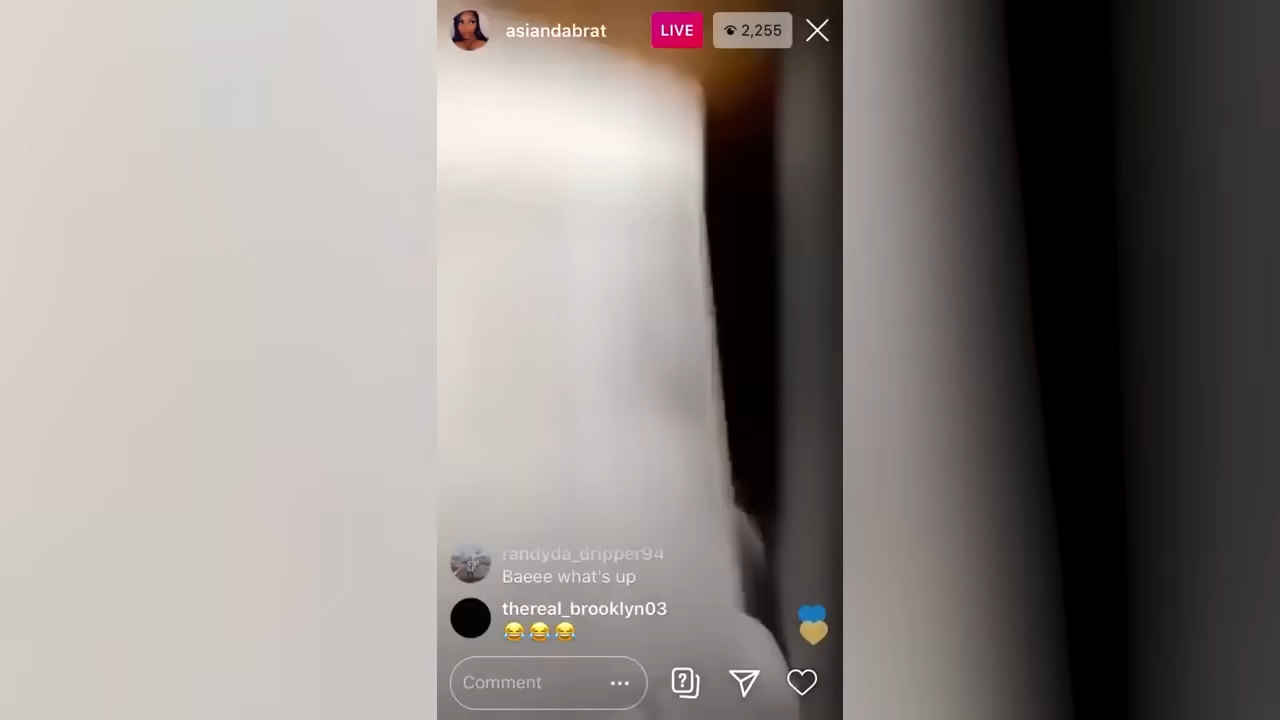 asiandabrat LIVE 2,255
randyda_dripper94
Baeee what's up
thereal_brooklyn03
😂😂😂
Comment